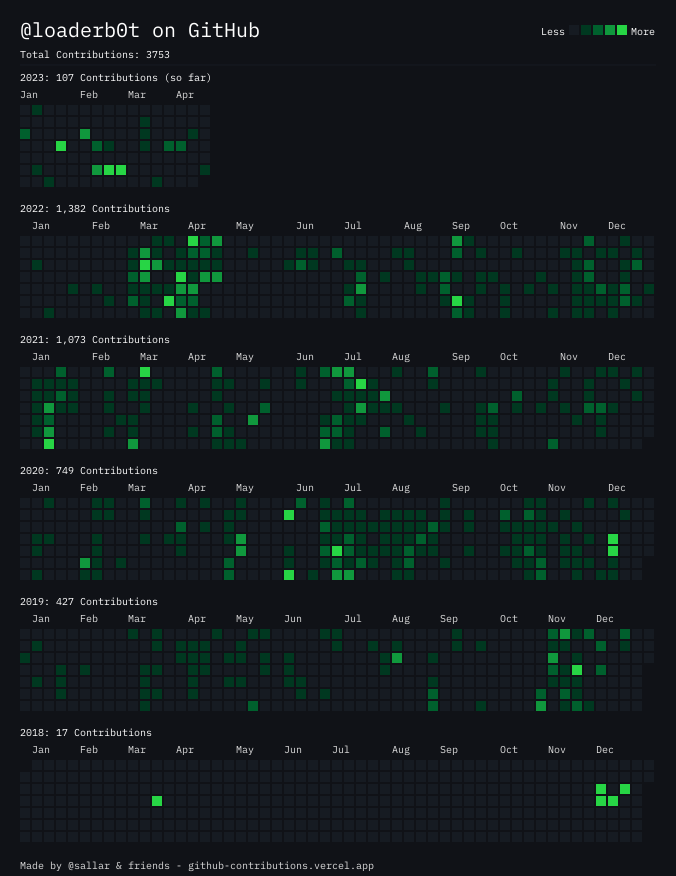 @loaderb0t on GitHub
Less More
Total Contributions: 3753
2023: 107 Contributions (so far)
Jan Feb Mar Apr
2022: 1,382 Contributions
Jan Feb Mar Apr May Jun Jul Aug Sep Oct Nov Dec
2021: 1,073 Contributions
Jan Feb Mar Apr May Jun Jul Aug Sep Oct Nov Dec
2020: 749 Contributions
Jan Feb Mar Apr May Jun Jul Aug Sep Oct Nov Dec
2019: 427 Contributions
Jan Feb Mar Apr May Jun Jul Aug Sep Oct Nov Dec
2018: 17 Contributions
Jan Feb Mar Apr May Jun Jul Aug Sep Oct Nov Dec
Made by @sallar & friends - github-contributions.vercel.app